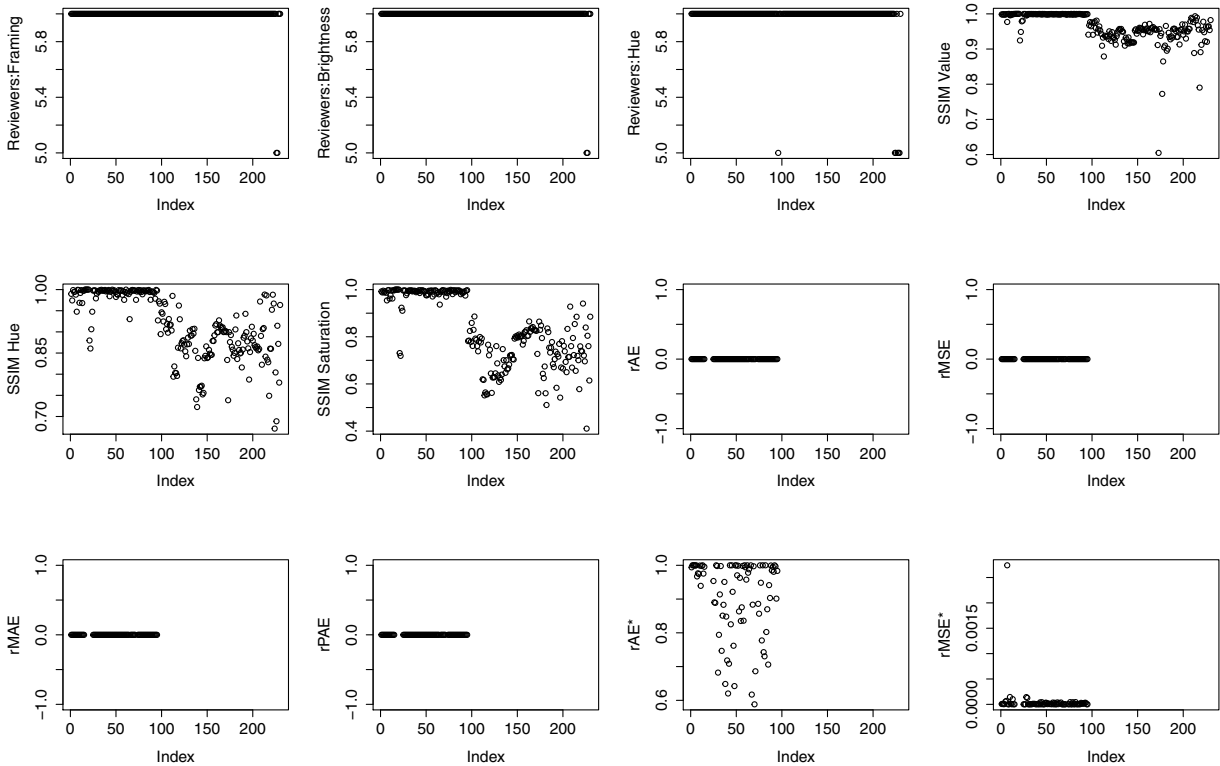 Reviewers:Framing
5.0 5.4 5.8
0 50 100 150 200
Index
Reviewers:Brightness
5.0 5.4 5.8
0 50 100 150 200
Index
Reviewers:Hue
5.0 5.4 5.8
0 50 100 150 200
Index
SSIM Value
0.6 0.7 0.8 0.9 1.0
0 50 100 150 200
Index
SSIM Hue
0.70 0.85 1.00
0 50 100 150 200
Index
SSIM Saturation
0.4 0.6 0.8 1.0
0 50 100 150 200
Index
rAE
−1.0 0.0 1.0
0 50 100 150 200
Index
rMSE
−1.0 0.0 1.0
0 50 100 150 200
Index
rMAE
−1.0 0.0 1.0
0 50 100 150 200
Index
rPAE
−1.0 0.0 1.0
0 50 100 150 200
Index
rAE*
0.6 0.8 1.0
0 50 100 150 200
Index
rMSE*
0.0000 0.0015
0 50 100 150 200
Index